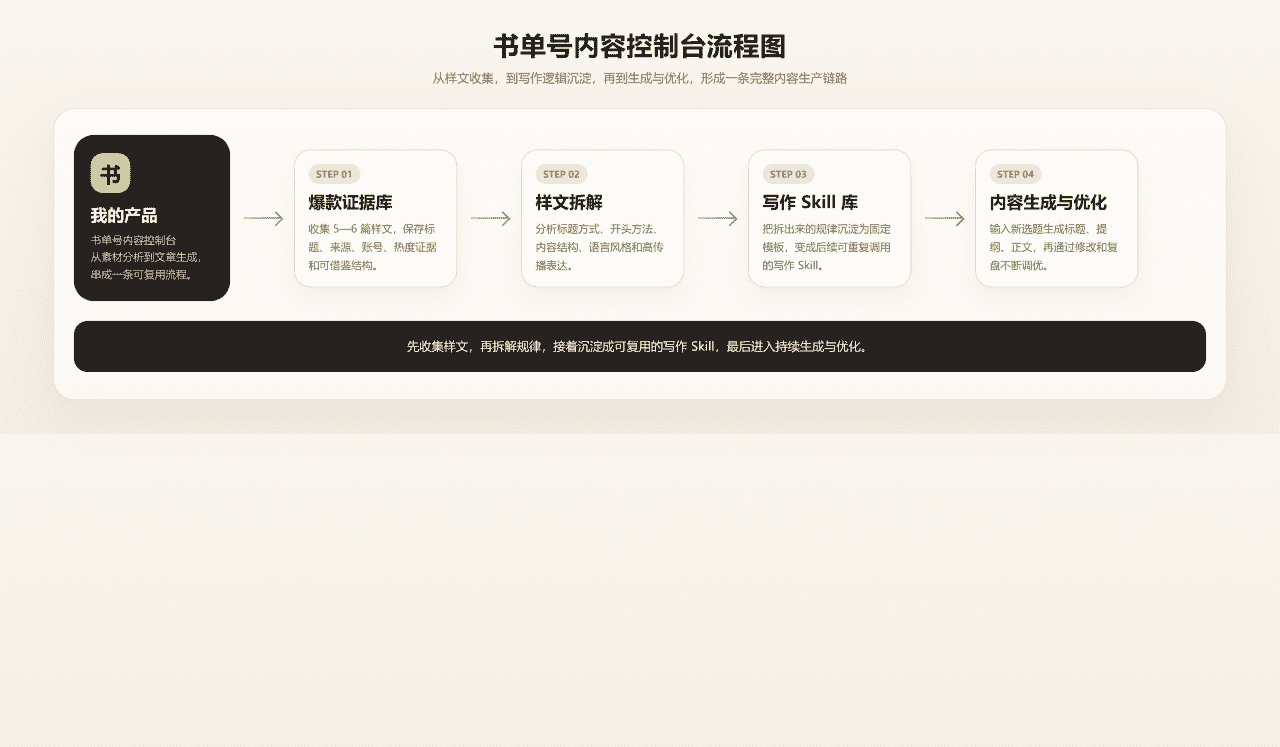 书单号内容控制台流程图
从样文收集，到写作逻辑沉淀，再到生成与优化，形成一条完整内容生产链路
书
我的产品
书单号内容控制台
从素材分析到文章生成，
串成一条可复用流程。
STEP 01
爆款证据库
收集 5—6 篇样文，保存标
题、来源、账号、热度证据
和可借鉴结构。
STEP 02
样文拆解
分析标题方式、开头方法、
内容结构、语言风格和高传
播表达。
STEP 03
写作 Skill 库
把拆出来的规律沉淀为固定
模板，变成后续可重复调用
的写作 Skill。
STEP 04
内容生成与优化
输入新选题生成标题、提
纲、正文，再通过修改和复
盘不断调优。
先收集样文，再拆解规律，接着沉淀成可复用的写作 Skill，最后进入持续生成与优化。